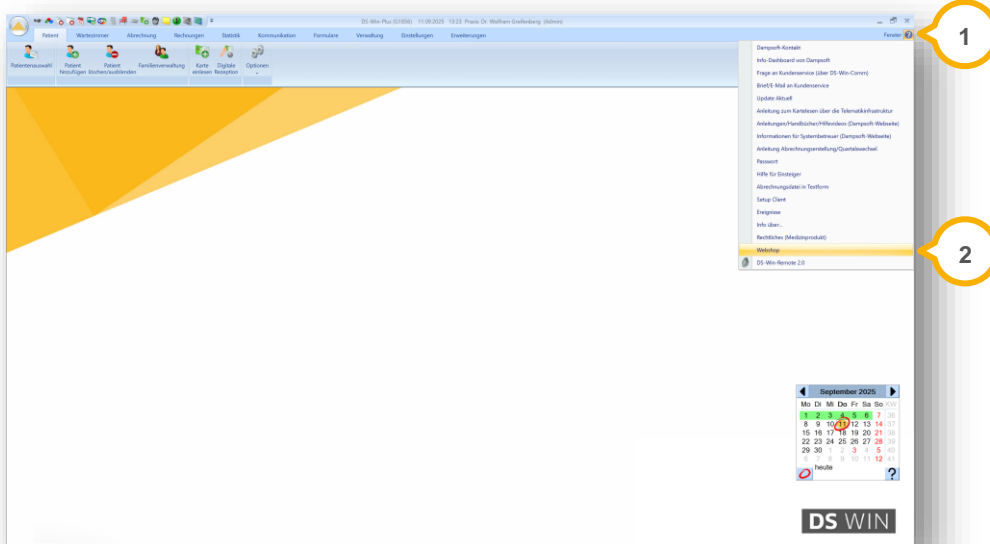 DS-Win-Plus (G1856) 11.09.2025 13:23 Praxis Dr. Wolfram Greifenberg (Admin)
Patient Wartezimmer Abrechnung Rechnungen Statistik Kommunikation Formulare Verwaltung Einstellungen Erweiterungen Fenster
1
Patientenauswahl Patient hinzufügen Patient löschen/ausblenden Familienverwaltung Karte einlesen Digitale Rezeption Optionen
Dampsoft-Kontakt
Info-Dashboard von Dampsoft
Frage an Kundenservice (über DS-Win-Comm)
Brief/E-Mail an Kundenservice
Update Aktuell
Anleitung zum Kartelesen über die Telematikinfrastruktur
Anleitungen/Handbücher/Hilfevideos (Dampsoft-Webseite)
Informationen für Systembetreuer (Dampsoft-Webseite)
Anleitung Abrechnungserstellung/Quartalswechsel
Passwort
Hilfe für Einsteiger
Abrechnungsdatei in Textform
Setup Client
Ereignisse
Info über...
Rechtliches (Medizinprodukt)
Webshop
2
DS-Win-Remote 2.0
September 2025
Mo Di Mi Do Fr Sa So KW
1 2 3 4 5 6 7 36
8 9 10 11 12 13 14 37
15 16 17 18 19 20 21 38
22 23 24 25 26 27 28 39
29 30 1 2 3 4 5 40
6 7 8 9 10 11 12 41
heute ?
DS WIN